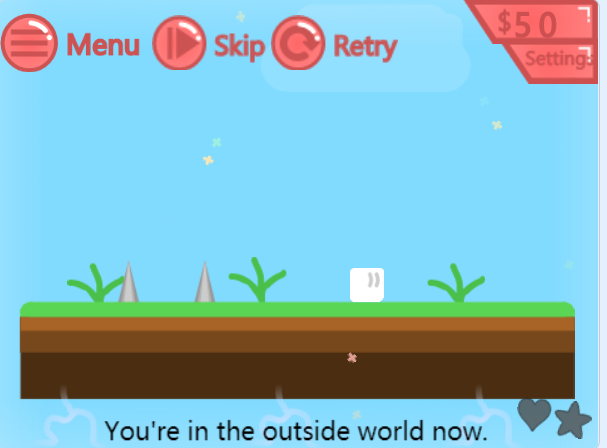 Menu
Skip
Retry
$50
Setting
You're in the outside world now.